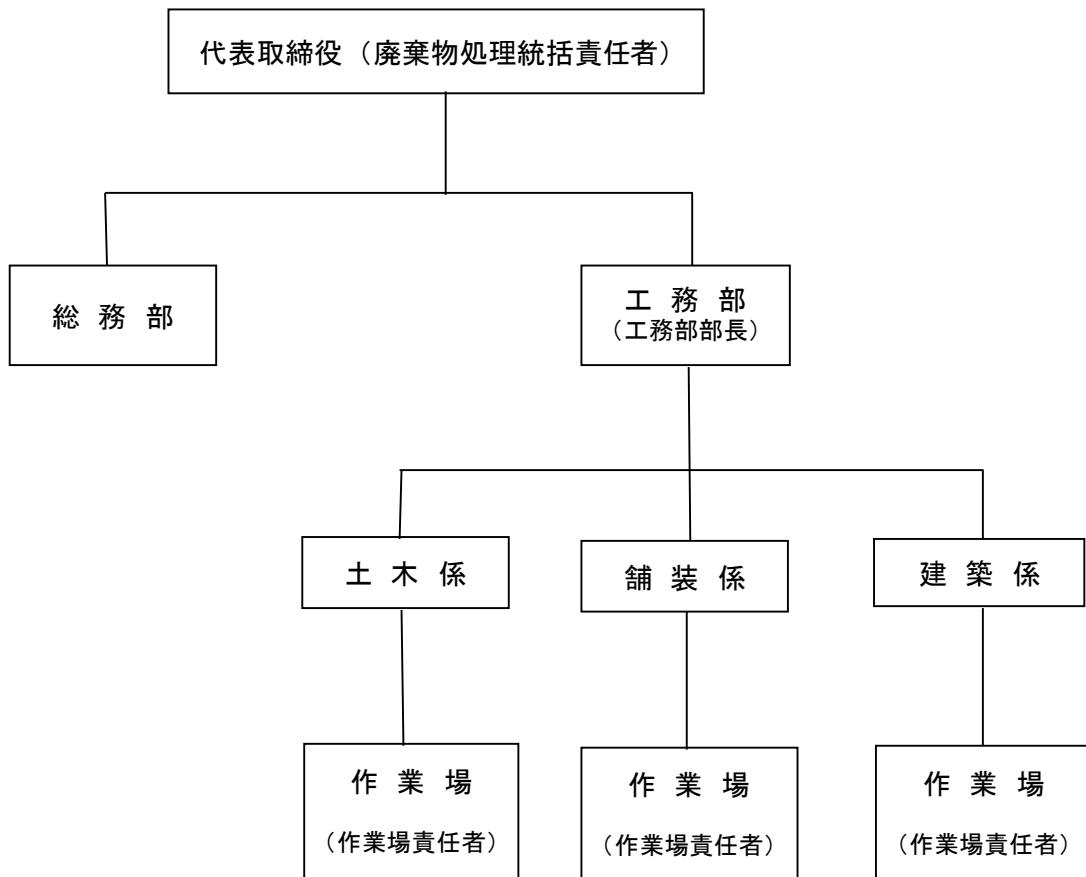 代表取締役（廃棄物処理統括責任者）
総務部
工務部
（工務部部長）
土木係
舗装係
建築係
作業場
（作業場責任者）
作業場
（作業場責任者）
作業場
（作業場責任者）